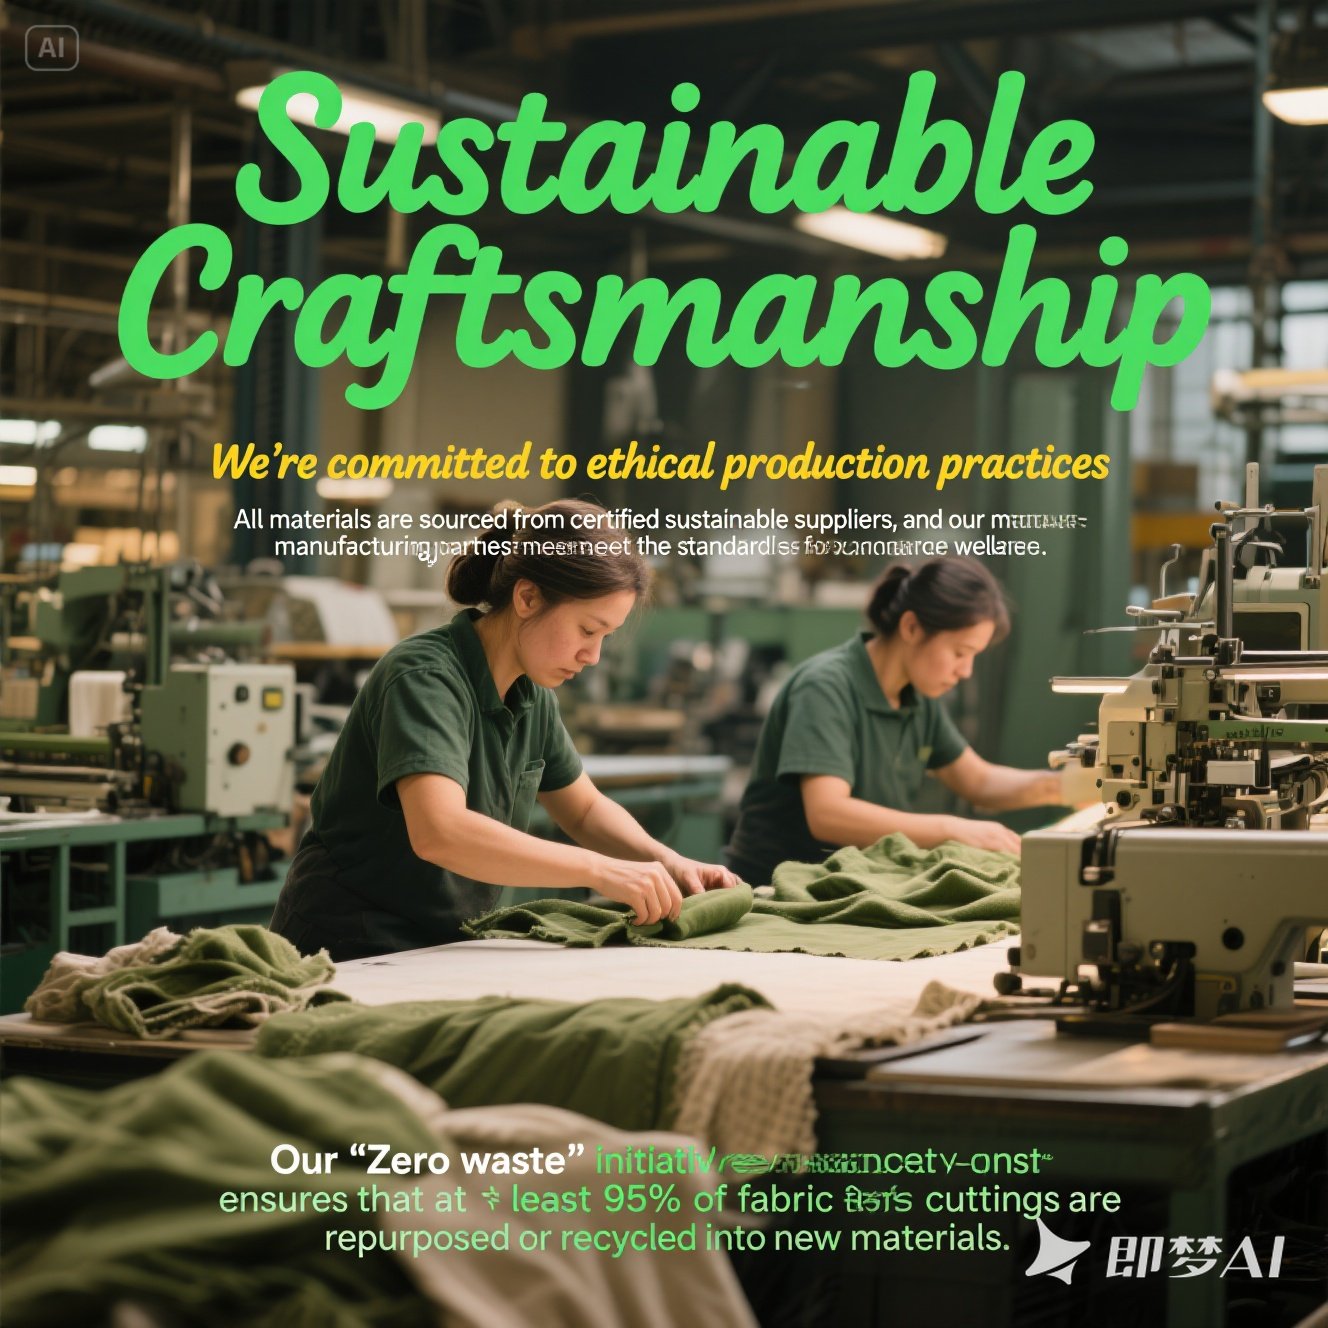 AI
Sustainable
Craftsmanship
We're committed to ethical production practices
All materials are sourced from certified sustainable suppliers, and our
manufacturing meet the standard
Our “Zero waste”
ensures that at least 95% of fabric cuttings are
repurposed or recycled into new materials.
即梦AI